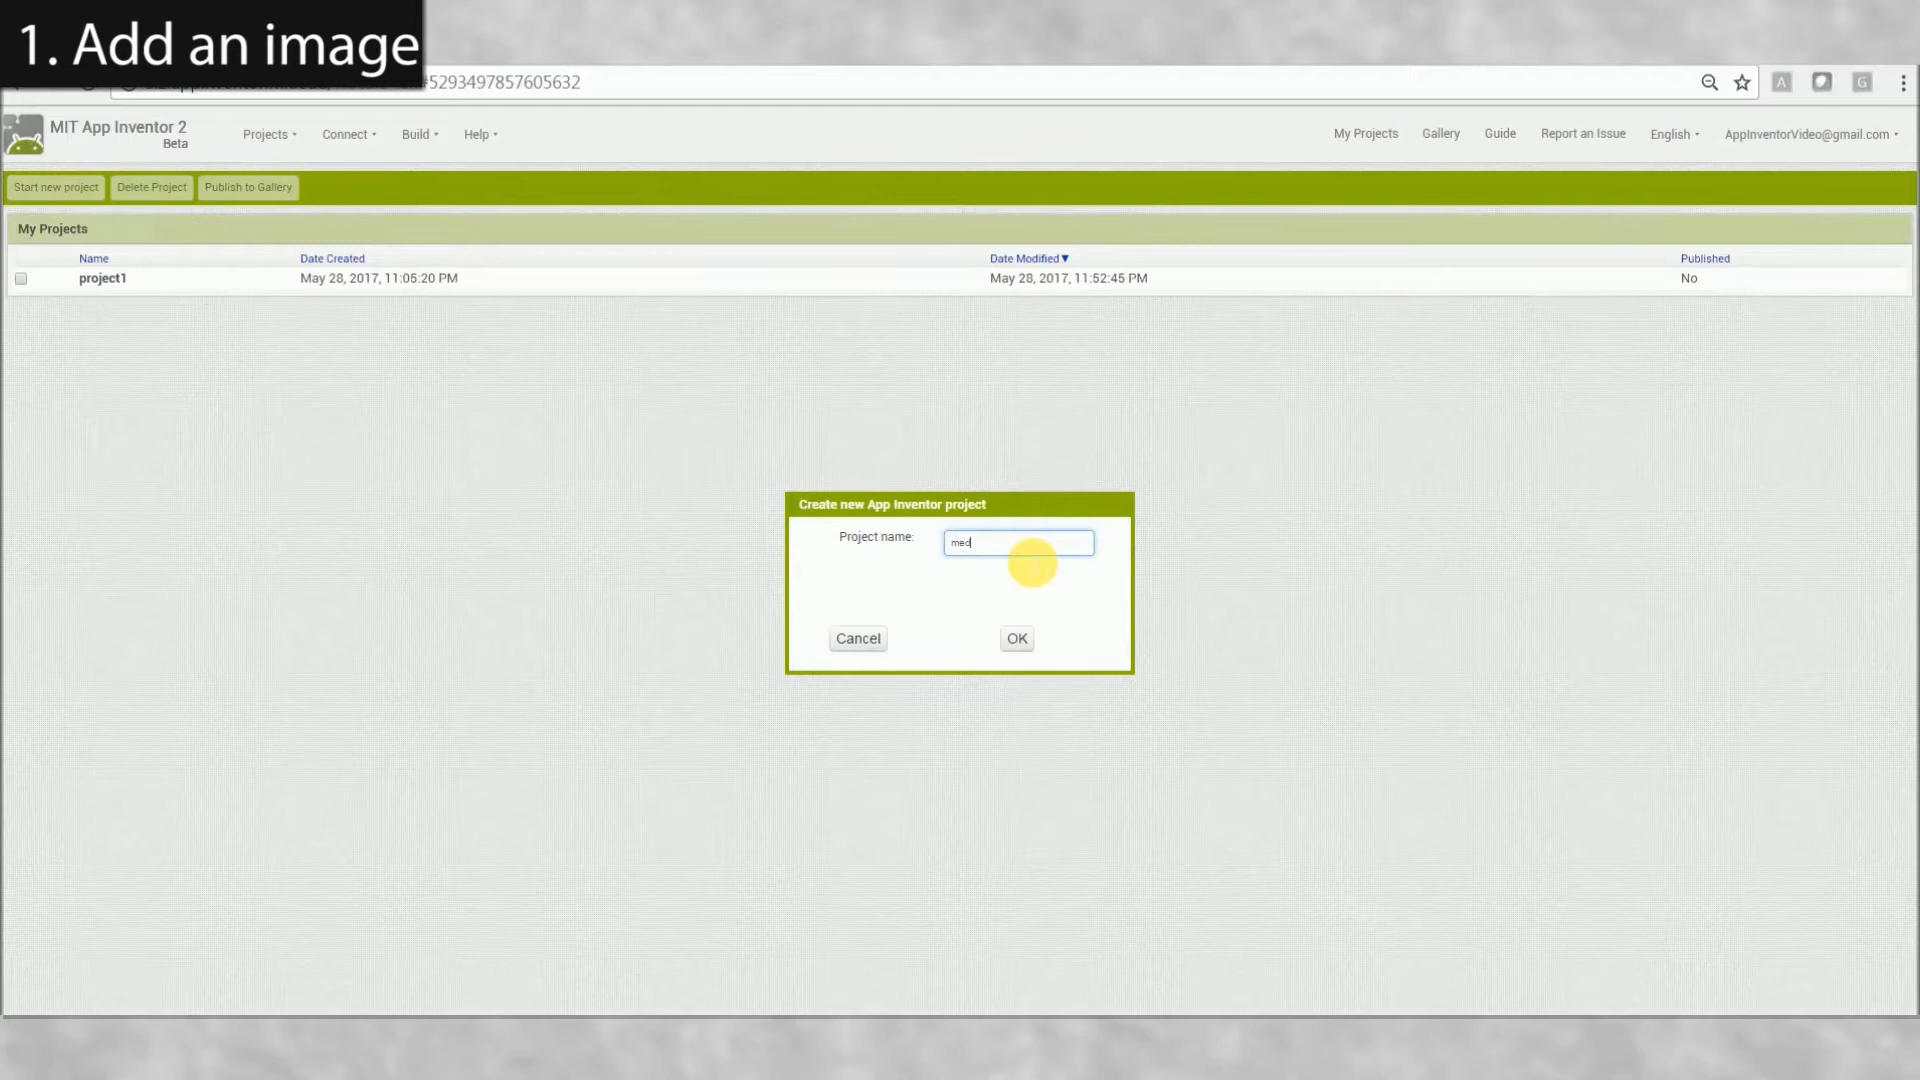 1. Add an image
#5293497857605632
A
G
MIT App Inventor 2
Beta
Projects
Connect
Build
Help
My Projects
Gallery
Guide
Report an Issue
English
AppInventorVideo@gmail.com
Start new project
Delete Project
Publish to Gallery
My Projects
Name
Date Created
Date Modified▼
Published
project1
May 28, 2017, 11:05:20 PM
May 28, 2017, 11:52:45 PM
No
Create new App Inventor project
Project name:
med
Cancel
OK